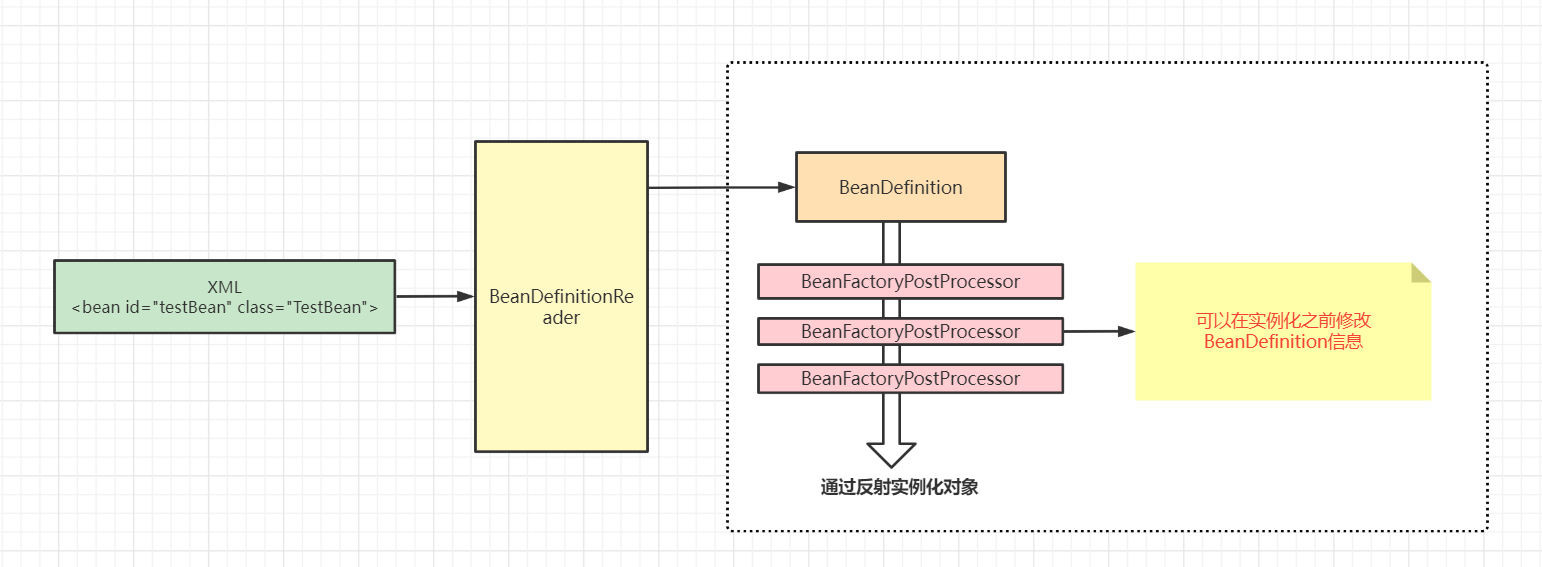 XML
<bean id="testBean" class="TestBean">
BeanDefinitionRe
ader
BeanDefinition
BeanFactoryPostProcessor
BeanFactoryPostProcessor
BeanFactoryPostProcessor
可以在实例化之前修改
BeanDefinition信息
通过反射实例化对象